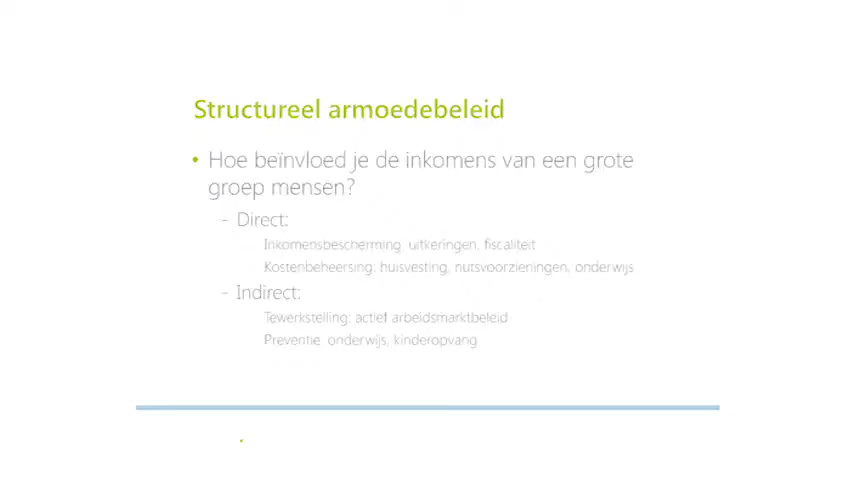 Structureel armoedebeleid
• Hoe beïnvloed je de inkomens van een grote
groep mensen?
- Direct:
Inkomensbescherming: uitkeringen, fiscaliteit
Kostenbeheersing: huisvesting, nutsvoorzieningen, onderwijs
- Indirect:
Tewerkstelling: actief arbeidsmarktbeleid
Preventie: onderwijs, kinderopvang